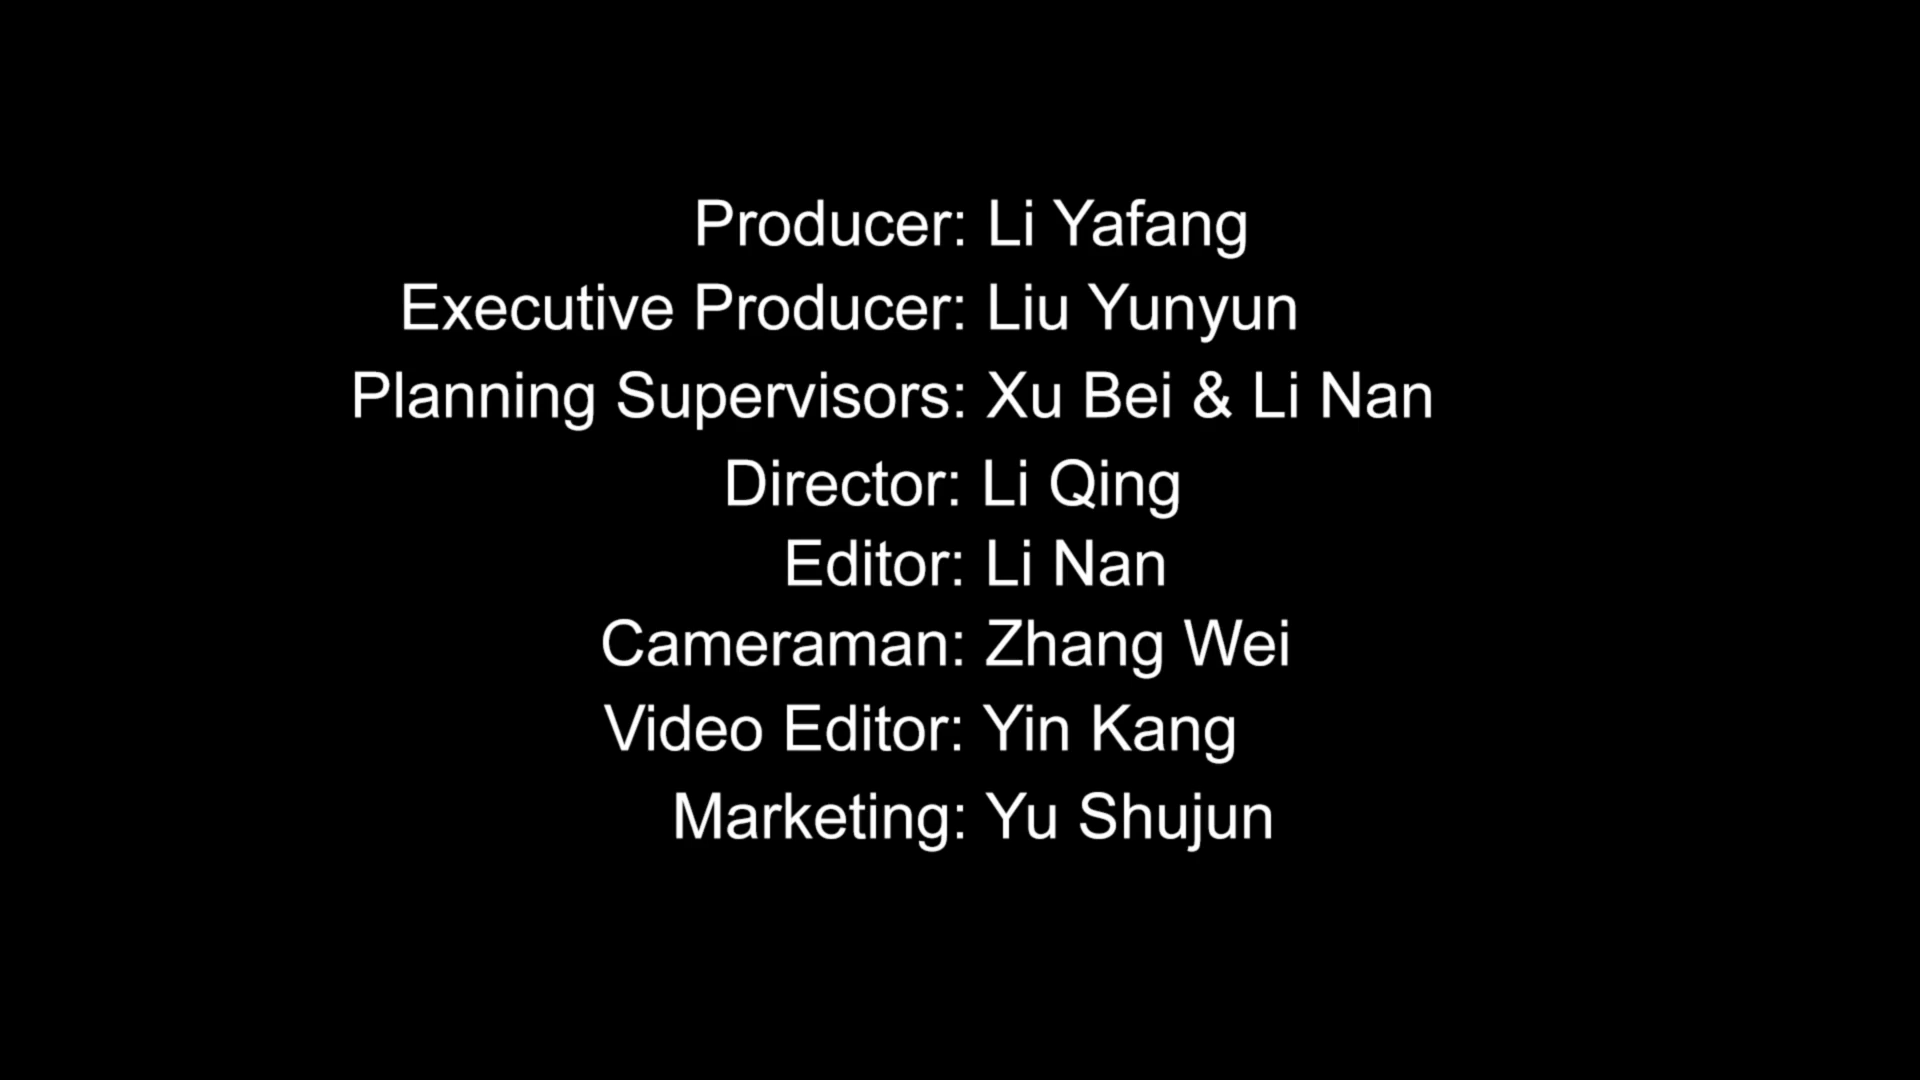 Producer: Li Yafang
Executive Producer: Liu Yunyun
Planning Supervisors: Xu Bei & Li Nan
Director: Li Qing
Editor: Li Nan
Cameraman: Zhang Wei
Video Editor: Yin Kang
Marketing: Yu Shujun